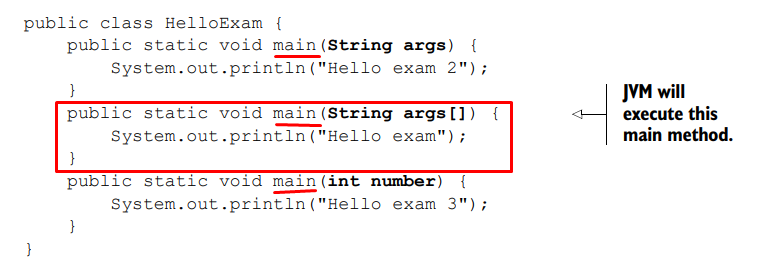 public class HelloExam {
public static void main(String args) {
System.out.println("Hello exam 2");
}
public static void main(String args[]) {
System.out.println("Hello exam");
}
public static void main(int number) {
System.out.println("Hello exam 3");
}
}
JVM will
execute this
main method.